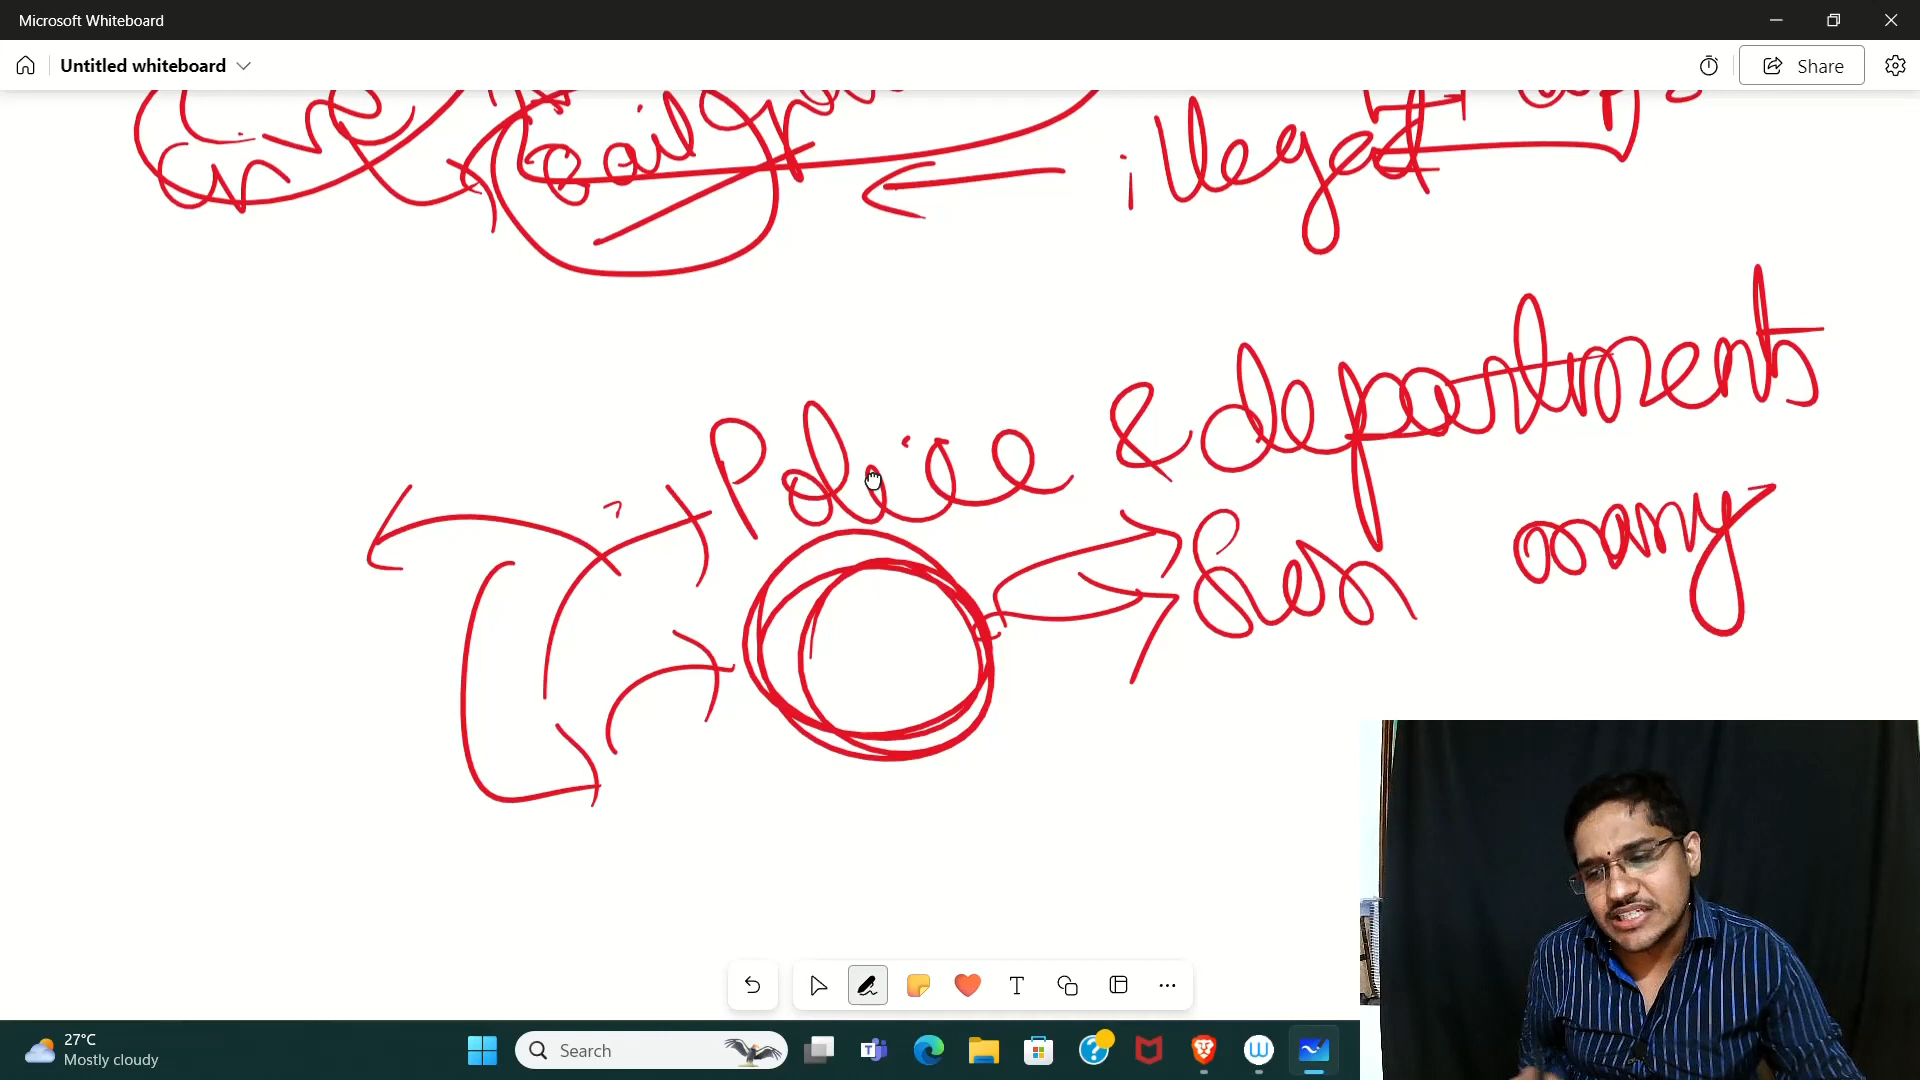 Microsoft Whiteboard
Untitled whiteboard
Share
illegal
Police & departments
many
27°C
Mostly cloudy
Search